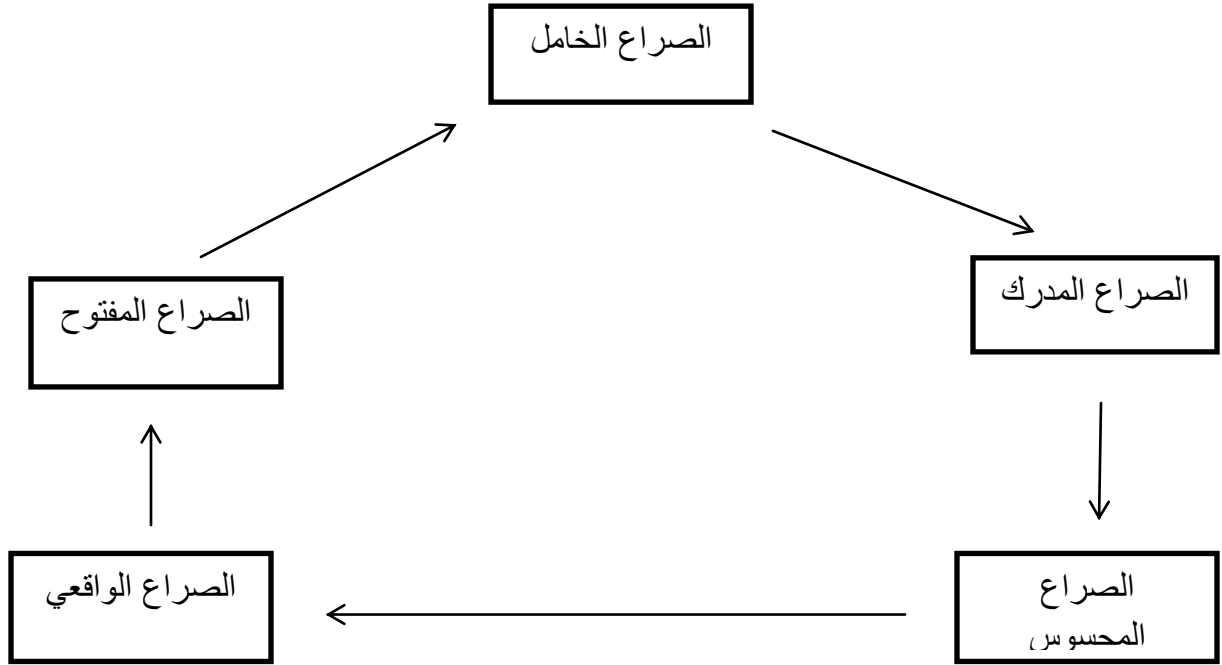 الصراع الخامل
الصراع المدرك
الصراع المفتوح
الصراع
المحسوس
الصراع الواقعي